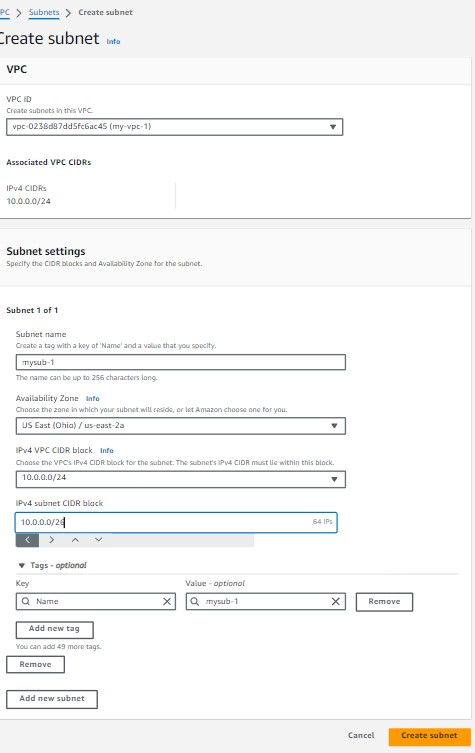 PC > Subnets > Create subnet
Create subnet Info
VPC
VPC ID
Create subnets in this VPC.
vpc-0238d87dd5fc6ac45 (my-vpc-1)
Associated VPC CIDRs
IPv4 CIDRs
10.0.0.0/24
Subnet settings
Specify the CIDR blocks and Availability Zone for the subnet.
Subnet 1 of 1
Subnet name
Create a tag with a key of 'Name' and a value that you specify.
mysub-1
The name can be up to 256 characters long.
Availability Zone Info
Choose the zone in which your subnet will reside, or let Amazon choose one for you.
US East (Ohio) / us-east-2a
IPv4 VPC CIDR block Info
Choose the VPC's IPv4 CIDR block for the subnet. The subnet's IPv4 CIDR must lie within this block.
10.0.0.0/24
IPv4 subnet CIDR block
10.0.0.0/26 64 IPs
Tags - optional
Key Value - optional
Name mysub-1 Remove
Add new tag
You can add 49 more tags.
Remove
Add new subnet
Cancel Create subnet